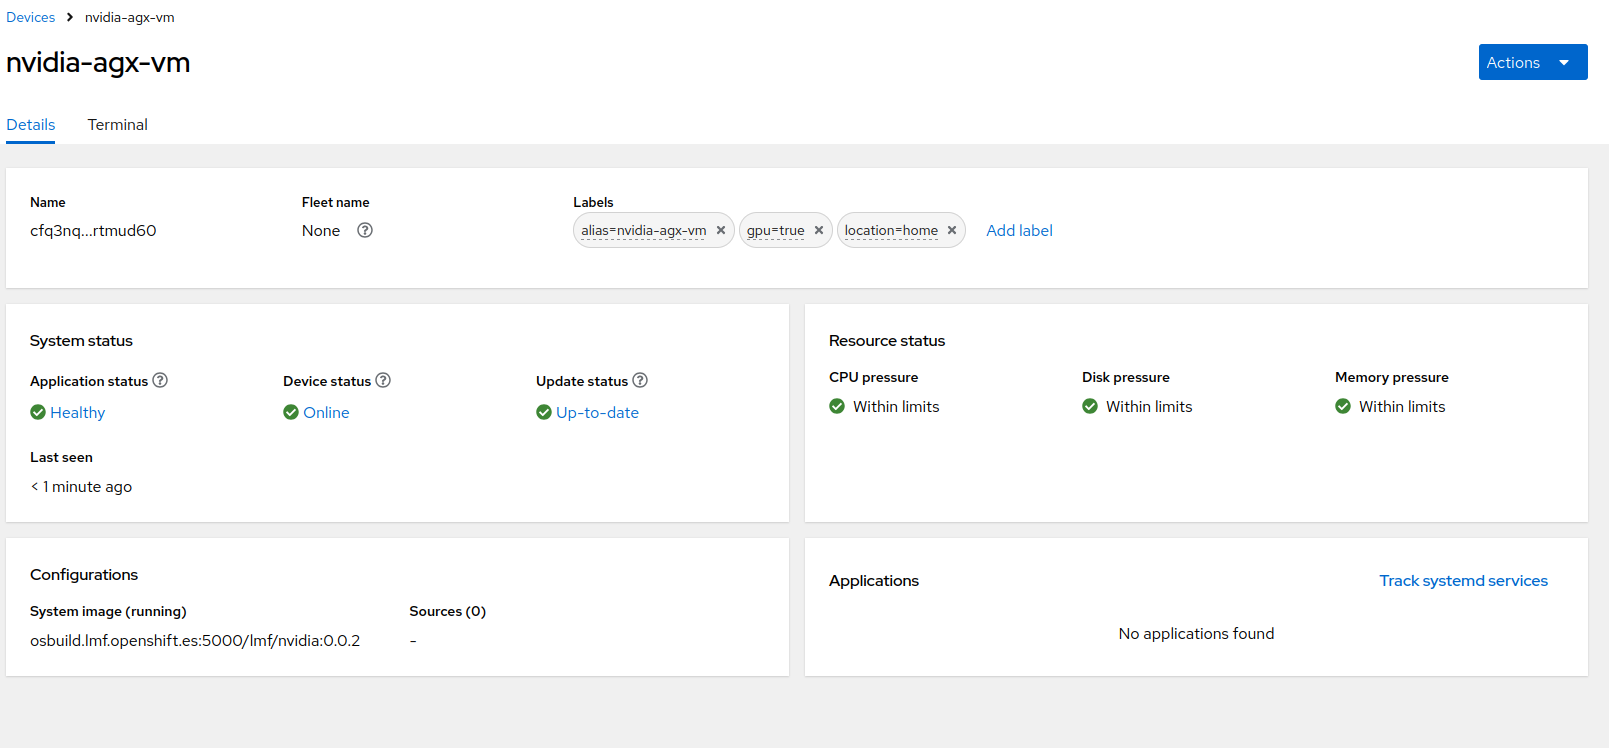 Devices > nvidia-agx-vm
nvidia-agx-vm
Actions
Details Terminal
Name Fleet name Labels
cfq3nq...rtmud60 None alias=nvidia-agx-vm gpu=true location=home Add label
System status
Application status Device status Update status
Healthy Online Up-to-date
Last seen
< 1 minute ago
Resource status
CPU pressure Disk pressure Memory pressure
Within limits Within limits Within limits
Configurations
System image (running) Sources (0)
osbuild.lmf.openshift.es:5000/lmf/nvidia:0.0.2 -
Applications Track systemd services
No applications found